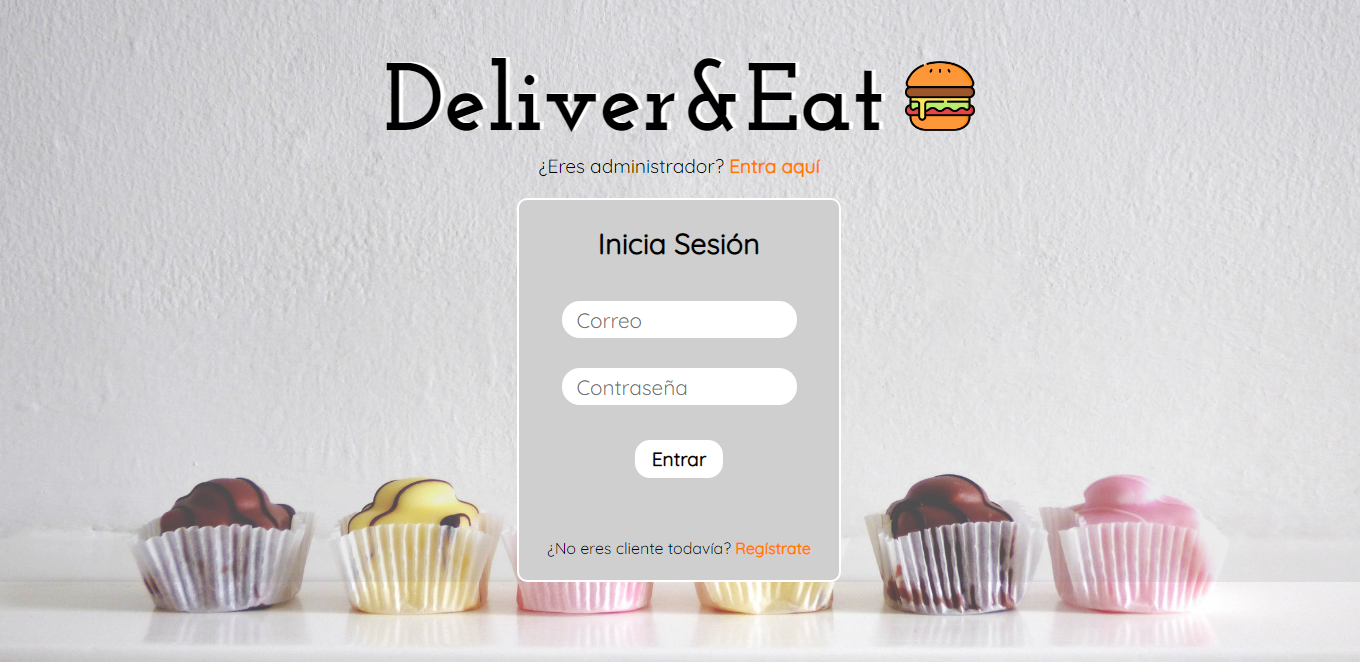 Deliver&Eat
¿Eres administrador? Entra aquí
Inicia Sesión
Correo
Contraseña
Entrar
¿No eres cliente todavía? Regístrate